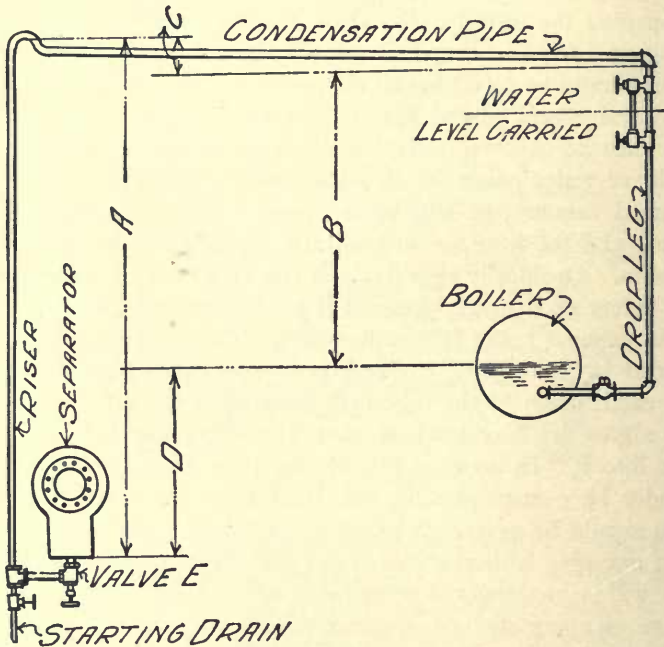 C
CONDENSATION PIPE
WATER
LEVEL CARRIED
A
B
DROP LEG
BOILER
RISER
SEPARATOR
D
VALVE E
STARTING DRAIN